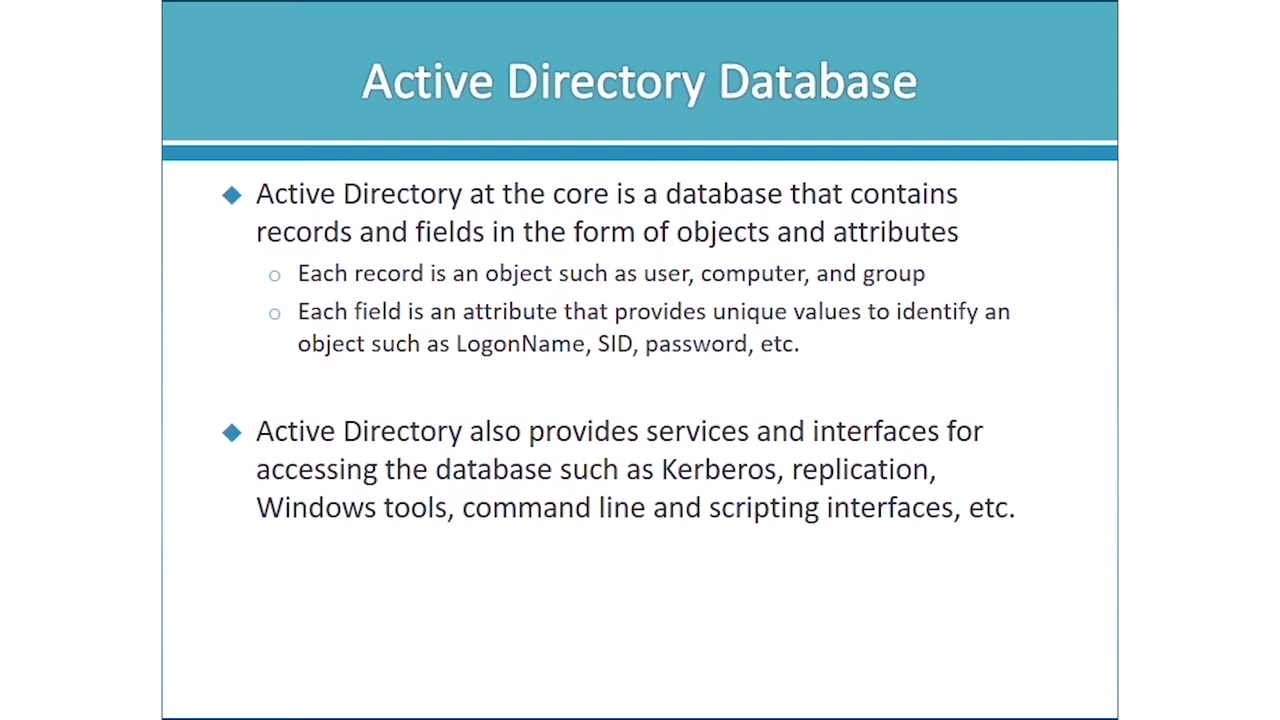 Active Directory Database
Active Directory at the core is a database that contains
records and fields in the form of objects and attributes
Each record is an object such as user, computer, and group
Each field is an attribute that provides unique values to identify an
object such as LogonName, SID, password, etc.
Active Directory also provides services and interfaces for
accessing the database such as Kerberos, replication,
Windows tools, command line and scripting interfaces, etc.